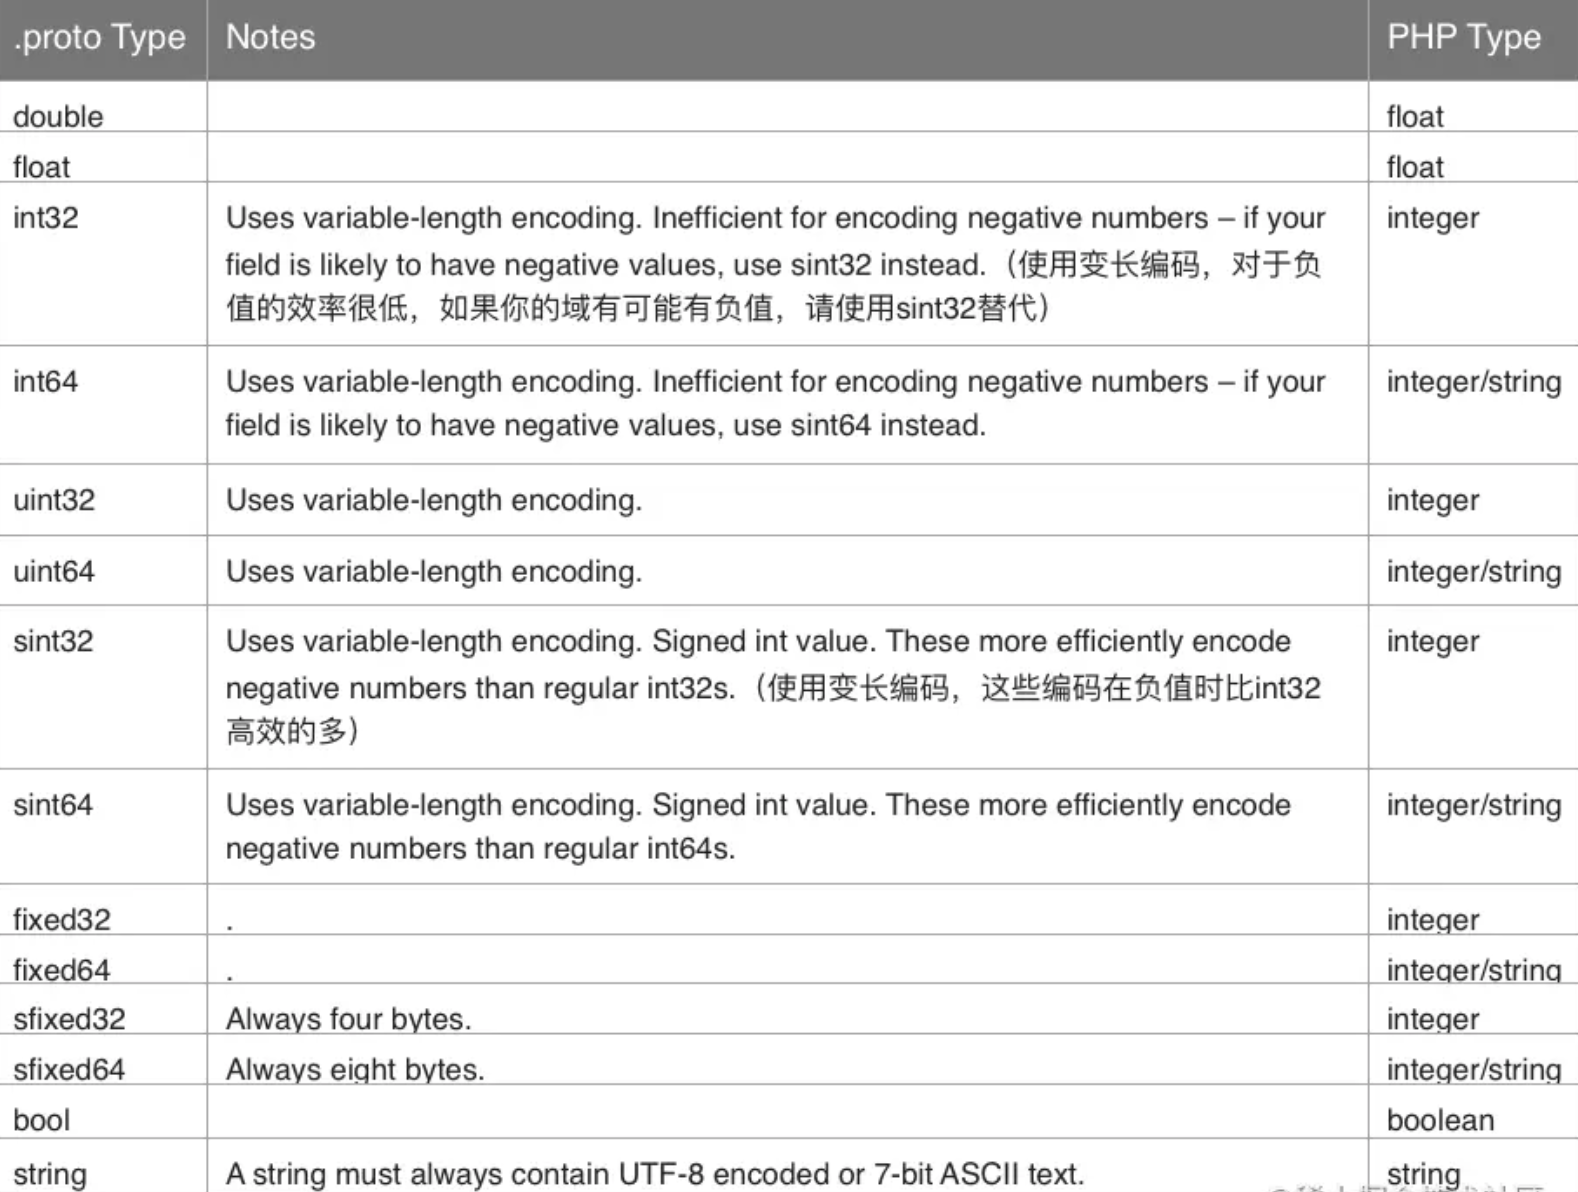 .proto Type Notes PHP Type
double float
float float
int32 Uses variable-length encoding. Inefficient for encoding negative numbers – if your integer
field is likely to have negative values, use sint32 instead.（使用变长编码，对于负
值的效率很低，如果你的域有可能有负值，请使用sint32替代）
int64 Uses variable-length encoding. Inefficient for encoding negative numbers – if your integer/string
field is likely to have negative values, use sint64 instead.
uint32 Uses variable-length encoding. integer
uint64 Uses variable-length encoding. integer/string
sint32 Uses variable-length encoding. Signed int value. These more efficiently encode integer
negative numbers than regular int32s.（使用变长编码，这些编码在负值时比int32
高效的多）
sint64 Uses variable-length encoding. Signed int value. These more efficiently encode integer/string
negative numbers than regular int64s.
fixed32 . integer
fixed64 . integer/string
sfixed32 Always four bytes. integer
sfixed64 Always eight bytes. integer/string
bool boolean
string A string must always contain UTF-8 encoded or 7-bit ASCII text. string